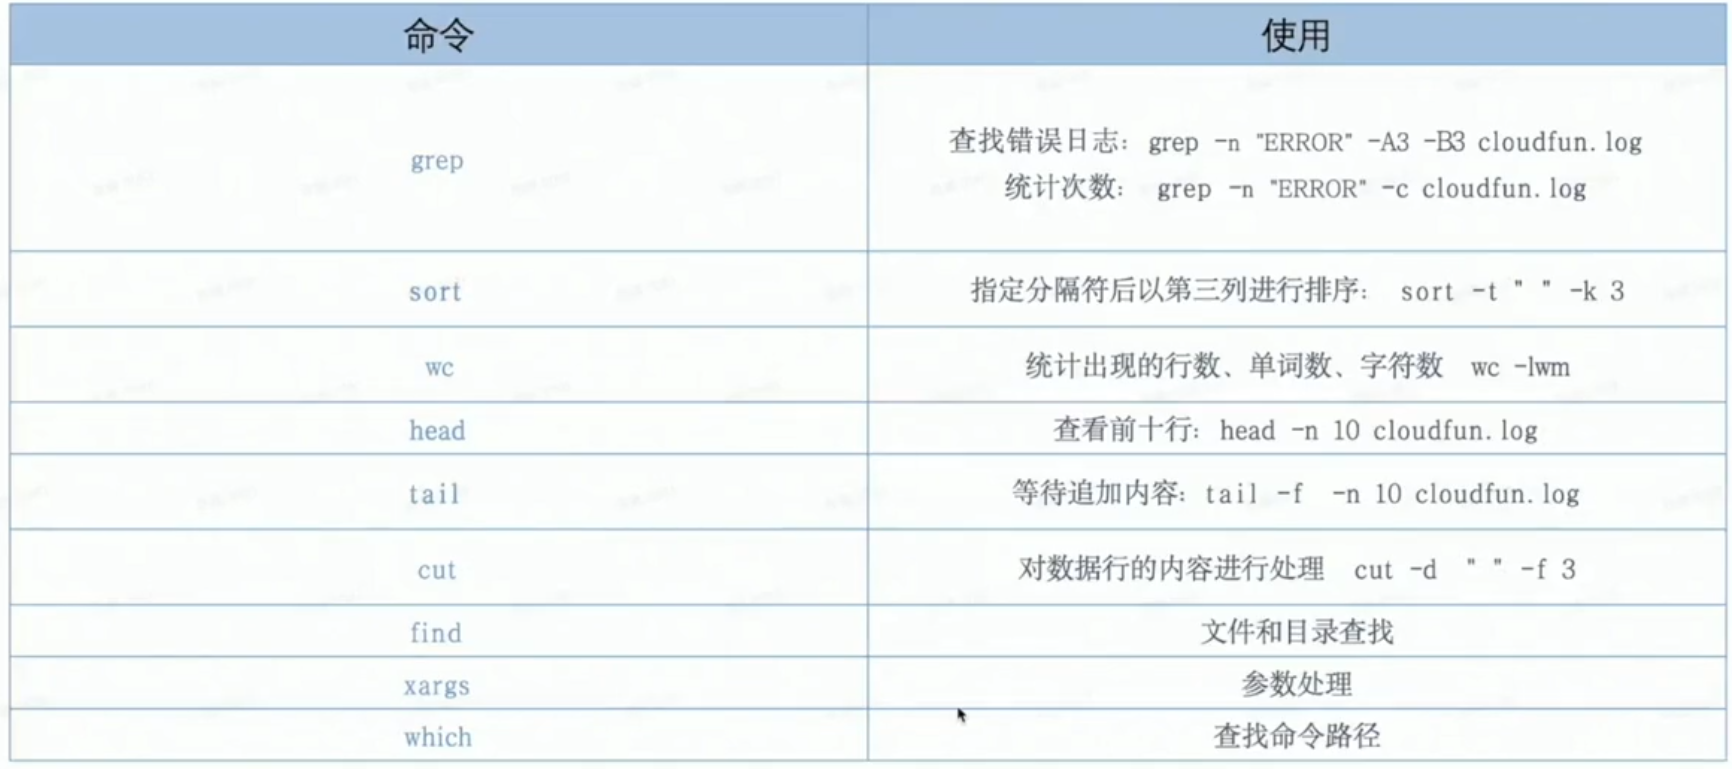 命令
使用
grep
查找错误日志：grep -n "ERROR" -A3 -B3 cloudfun.log
统计次数： grep -n "ERROR" -c cloudfun.log
sort
指定分隔符后以第三列进行排序： sort -t " " -k 3
wc
统计出现的行数、单词数、字符数 wc -lwm
head
查看前十行：head -n 10 cloudfun.log
tail
等待追加内容：tail -f -n 10 cloudfun.log
cut
对数据行的内容进行处理 cut -d " " -f 3
find
文件和目录查找
xargs
参数处理
which
查找命令路径